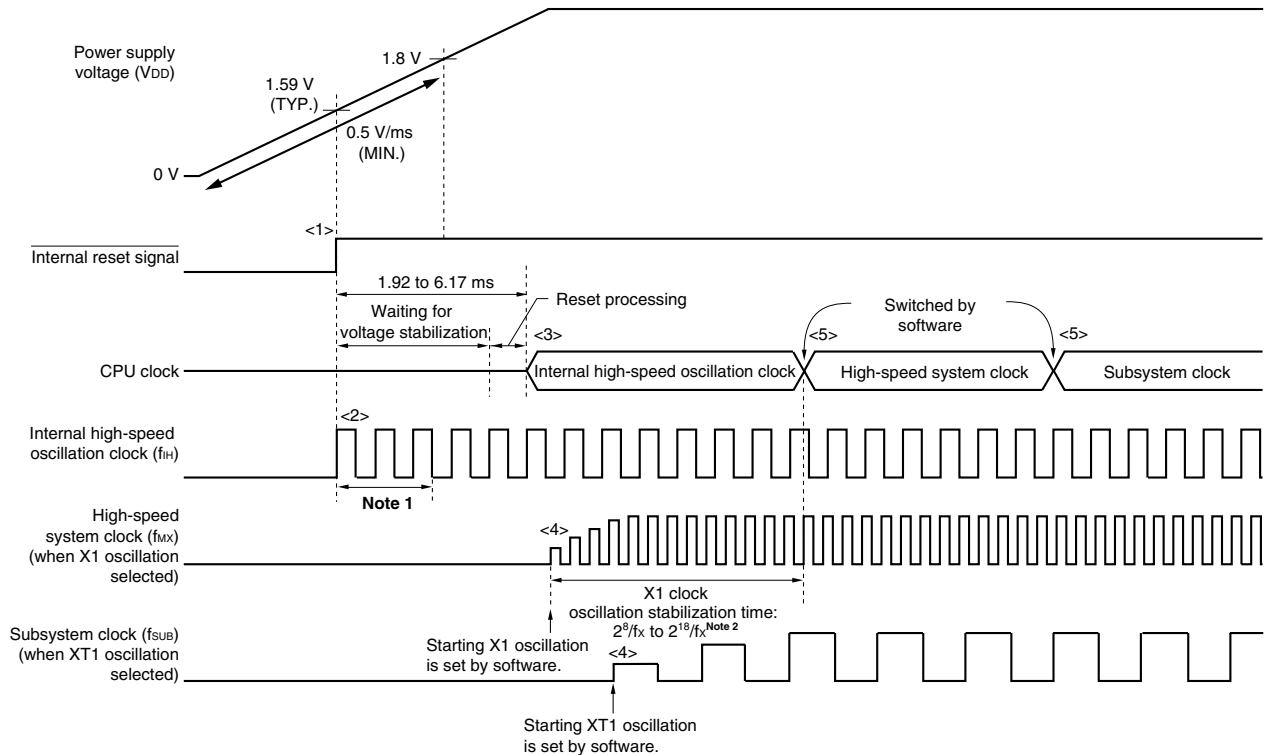 Power supply
voltage (VDD)
1.8 V
1.59 V
(TYP.)
0.5 V/ms
(MIN.)
0 V
<1>
Internal reset signal
1.92 to 6.17 ms
Waiting for
voltage stabilization
Reset processing
Switched by
software
<3>
<5>
<5>
CPU clock
Internal high-speed oscillation clock
High-speed system clock
Subsystem clock
<2>
Internal high-speed
oscillation clock (fIH)
Note 1
High-speed
system clock (fMX)
(when X1 oscillation
selected)
<4>
X1 clock
oscillation stabilization time:
2^8/fX to 2^18/fX^Note 2
Starting X1 oscillation
is set by software.
Subsystem clock (fSUB)
(when XT1 oscillation
selected)
<4>
Starting XT1 oscillation
is set by software.